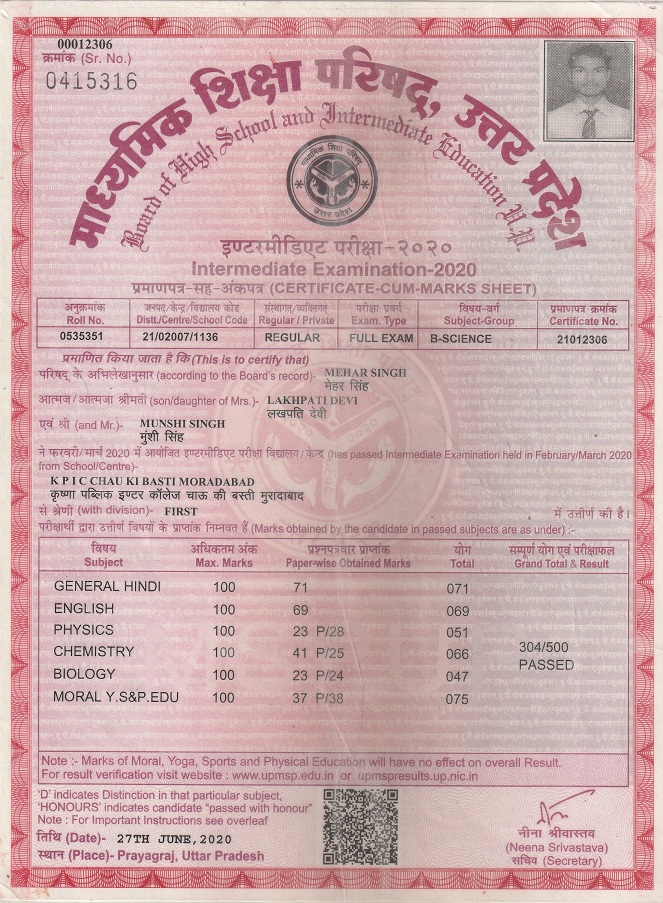 00012306
क्रमांक (Sr. No.)
0415316
माध्यमिक शिक्षा परिषद्, उत्तर प्रदेश
Board of High School and Intermediate Education U.P.
माध्यमिक शिक्षा परिषद्
उत्तर प्रदेश
इण्टरमीडिएट परीक्षा-२०२०
Intermediate Examination-2020
प्रमाणपत्र-सह-अंकपत्र (CERTIFICATE-CUM-MARKS SHEET)
अनुक्रमांक जनपद/केन्द्र/विद्यालय कोड संस्थागत/व्यक्तिगत परीक्षा प्रवर्ग विषय-वर्ग प्रमाणपत्र क्रमांक
Roll No. Distt./Centre/School Code Regular / Private Exam. Type Subject-Group Certificate No.
0535351 21/02007/1136 REGULAR FULL EXAM B-SCIENCE 21012306
प्रमाणित किया जाता है कि (This is to certify that)
परिषद् के अभिलेखानुसार (according to the Board's record)- MEHAR SINGH
मेहर सिंह
आत्मज/आत्मजा श्रीमती (son/daughter of Mrs.)- LAKHPATI DEVI
लखपति देवी
एवं श्री (and Mr.)- MUNSHI SINGH
मुंशी सिंह
ने फरवरी/मार्च 2020 में आयोजित इण्टरमीडिएट परीक्षा विद्यालय/केन्द्र (has passed Intermediate Examination held in February/March 2020
from School/Centre)-
K P I C CHAU KI BASTI MORADABAD
कृष्णा पब्लिक इण्टर कॉलेज चाऊ की बस्ती मुरादाबाद
से श्रेणी (with division)- FIRST में उत्तीर्ण की है।
परीक्षार्थी द्वारा उत्तीर्ण विषयों के प्राप्तांक निम्नवत हैं (Marks obtained by the candidate in passed subjects are as under) :-
विषय अधिकतम अंक प्रश्नपत्रवार प्राप्तांक योग सम्पूर्ण योग एवं परीक्षाफल
Subject Max. Marks Paper-wise Obtained Marks Total Grand Total & Result
GENERAL HINDI 100 71 071
ENGLISH 100 69 069
PHYSICS 100 23 P/28 051
CHEMISTRY 100 41 P/25 066
BIOLOGY 100 23 P/24 047
MORAL Y.S&P.EDU 100 37 P/38 075
304/500
PASSED
Note :- Marks of Moral, Yoga, Sports and Physical Education will have no effect on overall Result.
For result verification visit website : www.upmsp.edu.in or upmspresults.up.nic.in
'D' indicates Distinction in that particular subject,
'HONOURS' indicates candidate "passed with honour"
Note : For Important Instructions see overleaf
तिथि (Date)- 27TH JUNE,2020
स्थान (Place)- Prayagraj, Uttar Pradesh
नीना श्रीवास्तव
(Neena Srivastava)
सचिव (Secretary)